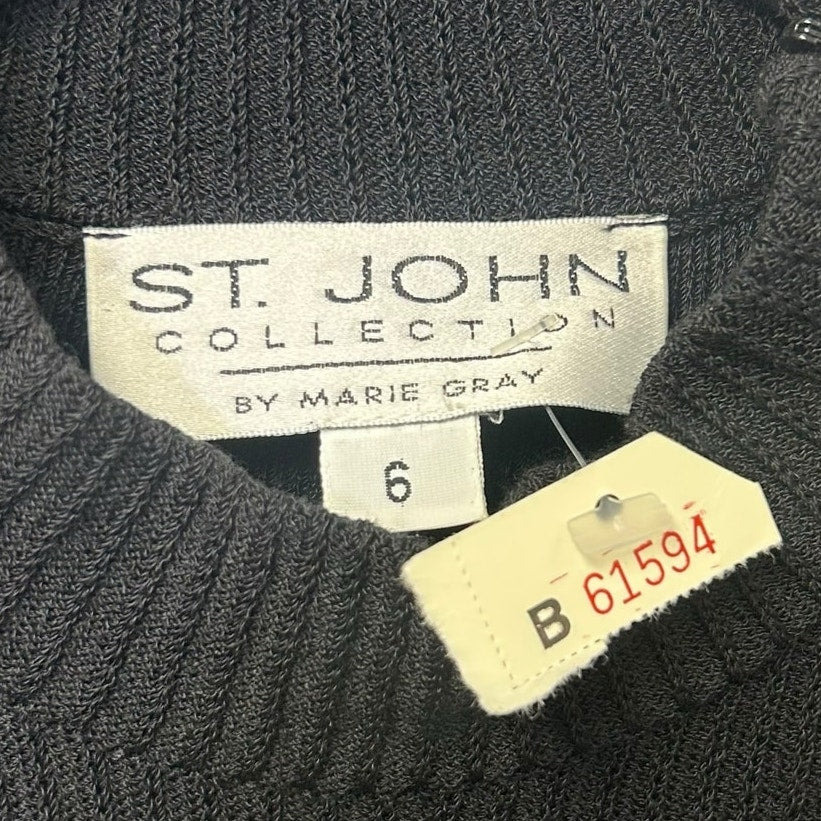 ST. JOHN
COLLECTION
BY MARIE GRAY
6
B 61594